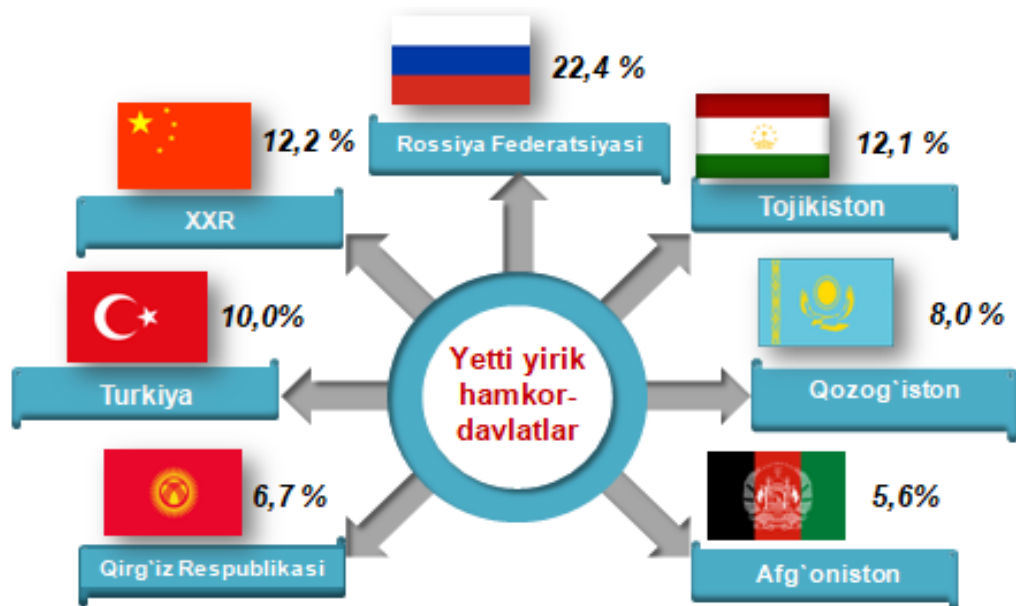 22,4 %
Rossiya Federatsiyasi
12,2 %
XXR
12,1 %
Tojikiston
10,0%
Turkiya
8,0 %
Qozog`iston
Yetti yirik
hamkor-
davlatlar
6,7 %
Qirg`iz Respublikasi
5,6%
Afg`oniston